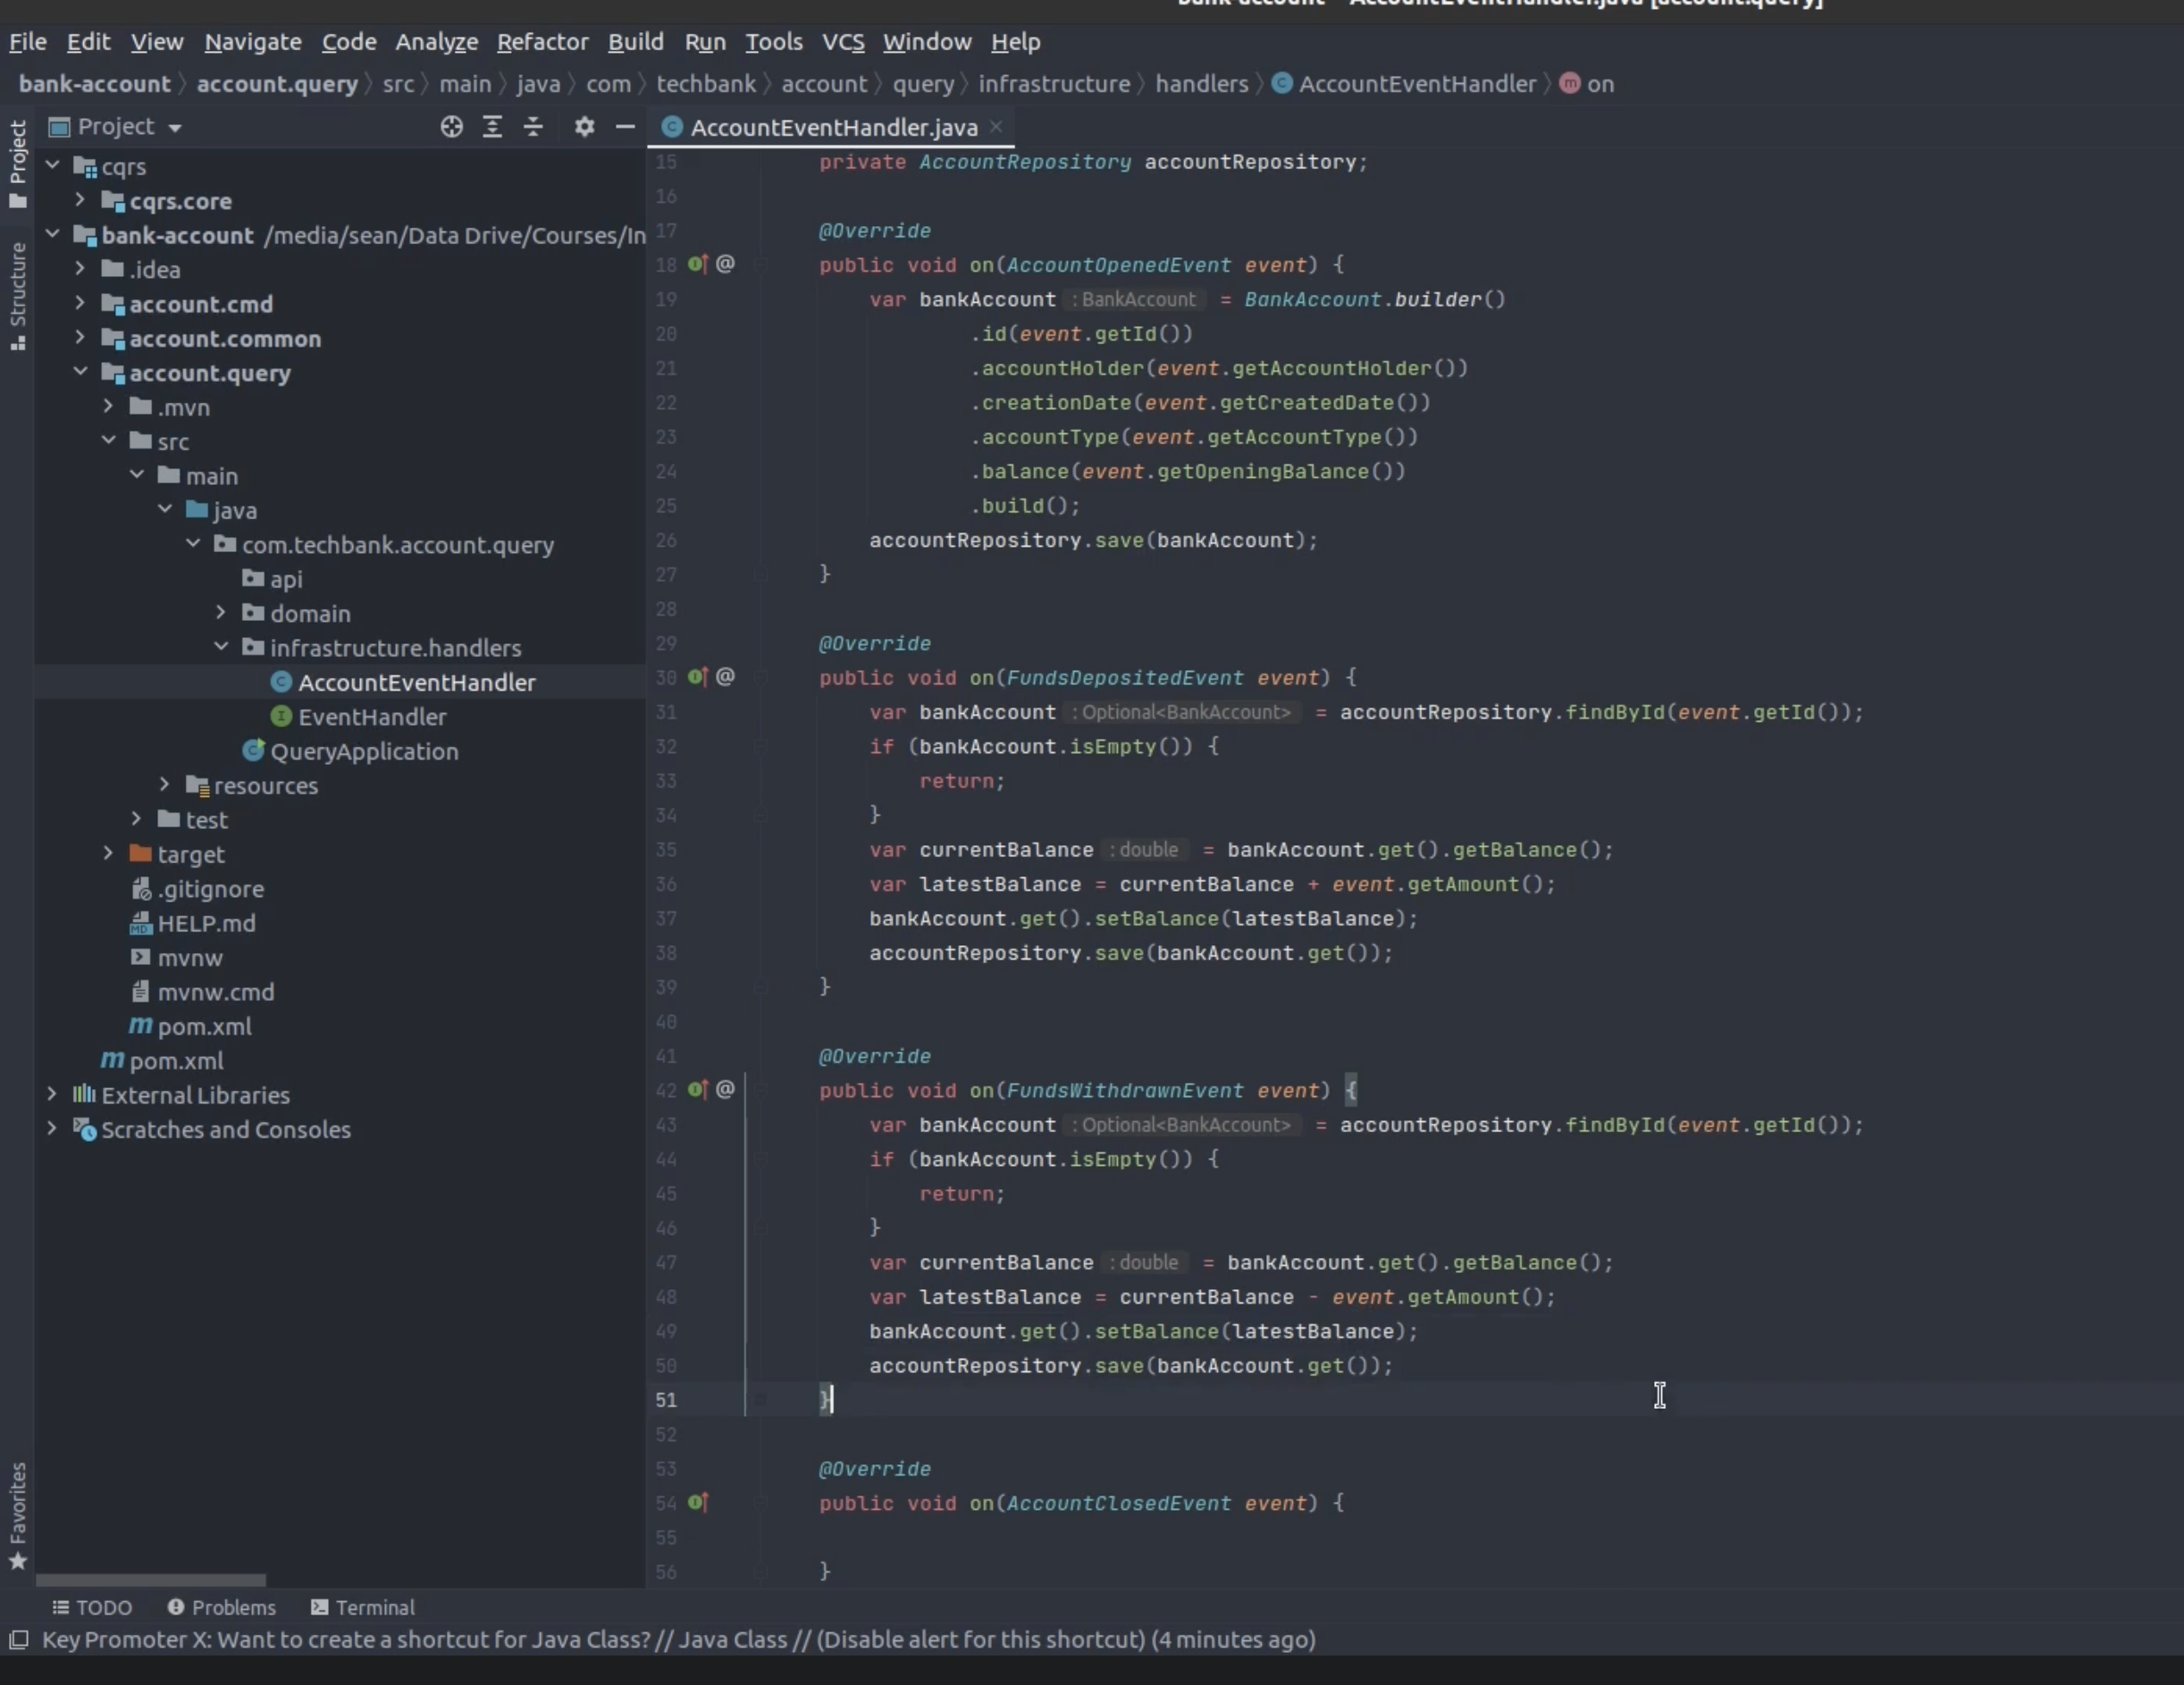 bank-account – AccountEventHandler.java [account.query]
File Edit View Navigate Code Analyze Refactor Build Run Tools VCS Window Help
bank-account account.query src main java com techbank account query infrastructure handlers AccountEventHandler on
Project
Structure
Favorites
Project
cqrs
cqrs.core
bank-account /media/sean/Data Drive/Courses/In
.idea
account.cmd
account.common
account.query
.mvn
src
main
java
com.techbank.account.query
api
domain
infrastructure.handlers
AccountEventHandler
EventHandler
QueryApplication
resources
test
target
.gitignore
HELP.md
mvnw
mvnw.cmd
pom.xml
pom.xml
External Libraries
Scratches and Consoles
AccountEventHandler.java
15 private AccountRepository accountRepository;
16
17 @Override
18 public void on(AccountOpenedEvent event) {
19 var bankAccount : BankAccount = BankAccount.builder()
20 .id(event.getId())
21 .accountHolder(event.getAccountHolder())
22 .creationDate(event.getCreatedDate())
23 .accountType(event.getAccountType())
24 .balance(event.getOpeningBalance())
25 .build();
26 accountRepository.save(bankAccount);
27 }
28
29 @Override
30 public void on(FundsDepositedEvent event) {
31 var bankAccount : Optional<BankAccount> = accountRepository.findById(event.getId());
32 if (bankAccount.isEmpty()) {
33 return;
34 }
35 var currentBalance : double = bankAccount.get().getBalance();
36 var latestBalance = currentBalance + event.getAmount();
37 bankAccount.get().setBalance(latestBalance);
38 accountRepository.save(bankAccount.get());
39 }
40
41 @Override
42 public void on(FundsWithdrawnEvent event) {
43 var bankAccount : Optional<BankAccount> = accountRepository.findById(event.getId());
44 if (bankAccount.isEmpty()) {
45 return;
46 }
47 var currentBalance : double = bankAccount.get().getBalance();
48 var latestBalance = currentBalance - event.getAmount();
49 bankAccount.get().setBalance(latestBalance);
50 accountRepository.save(bankAccount.get());
51 }
52
53 @Override
54 public void on(AccountClosedEvent event) {
55
56 }
TODO Problems Terminal
Key Promoter X: Want to create a shortcut for Java Class? // Java Class // (Disable alert for this shortcut) (4 minutes ago)